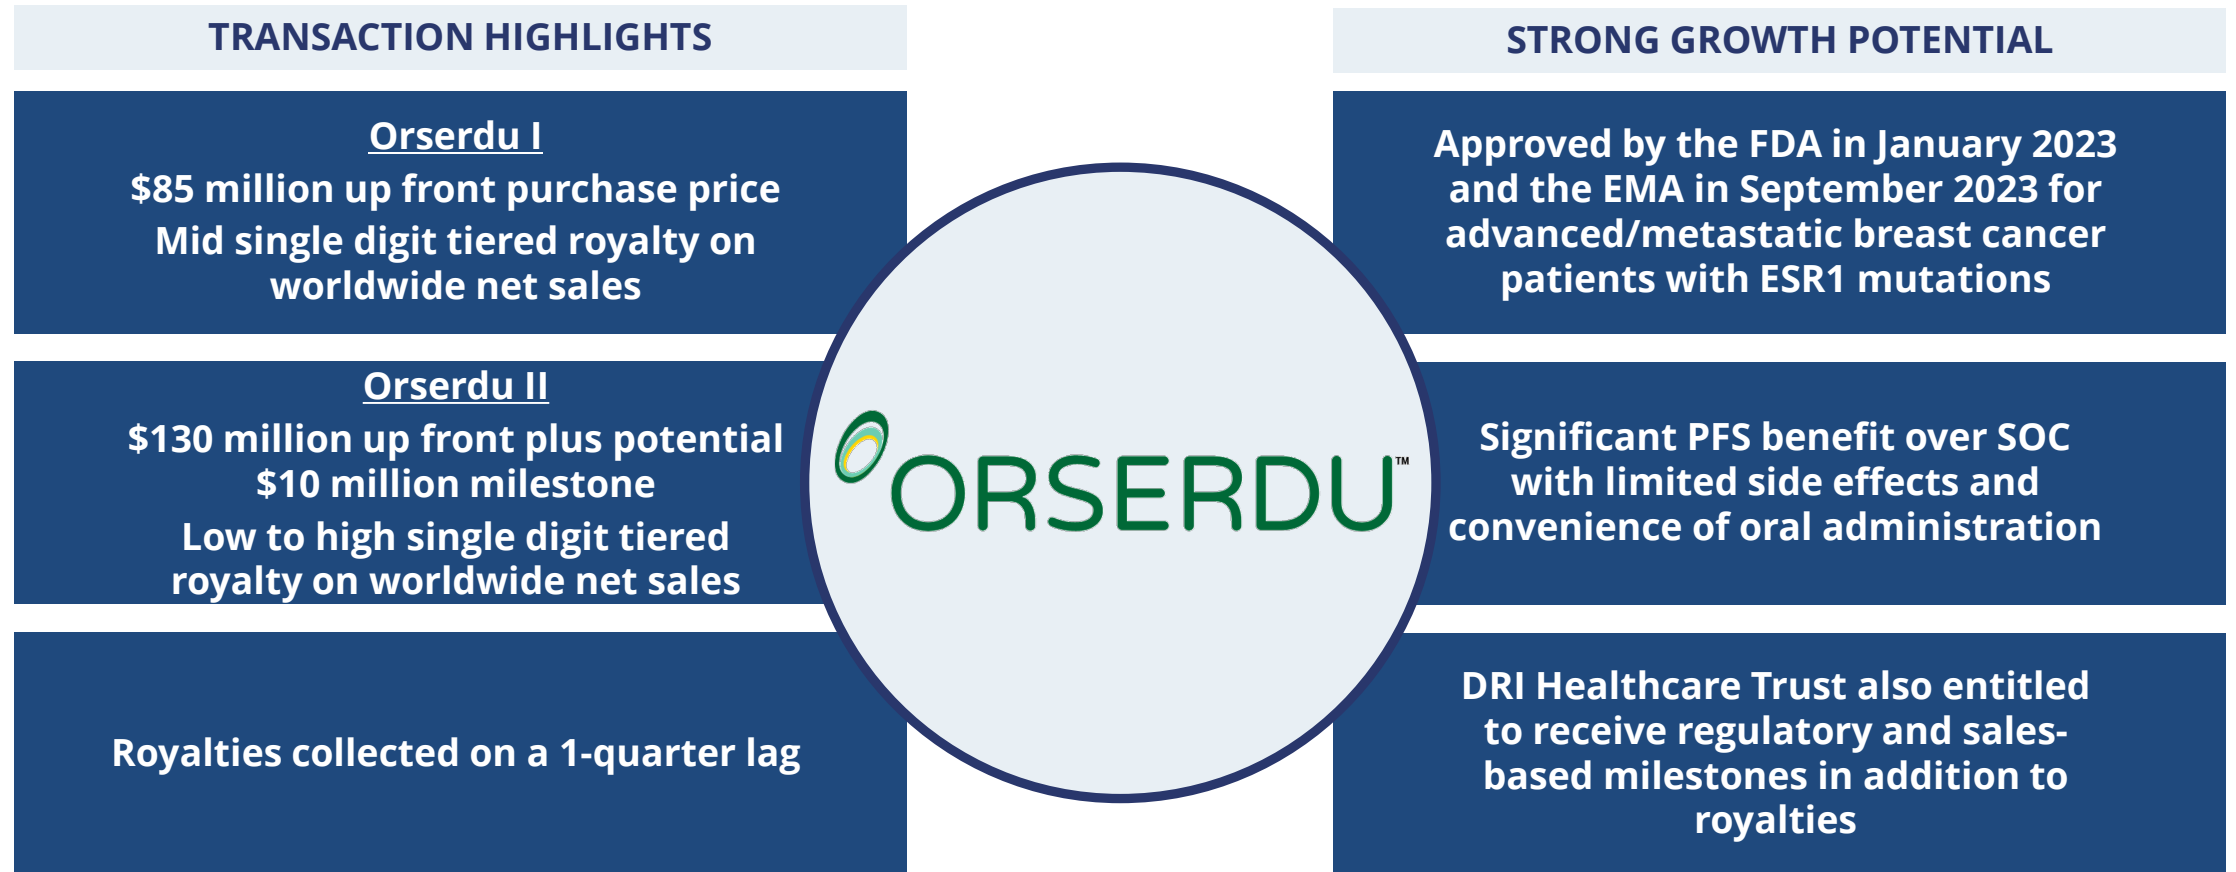 TRANSACTION HIGHLIGHTS
Orserdu I
$85 million up front purchase price
Mid single digit tiered royalty on
worldwide net sales
Orserdu II
$130 million up front plus potential
$10 million milestone
Low to high single digit tiered
royalty on worldwide net sales
Royalties collected on a 1-quarter lag
ORSERDU™
STRONG GROWTH POTENTIAL
Approved by the FDA in January 2023
and the EMA in September 2023 for
advanced/metastatic breast cancer
patients with ESR1 mutations
Significant PFS benefit over SOC
with limited side effects and
convenience of oral administration
DRI Healthcare Trust also entitled
to receive regulatory and sales-
based milestones in addition to
royalties